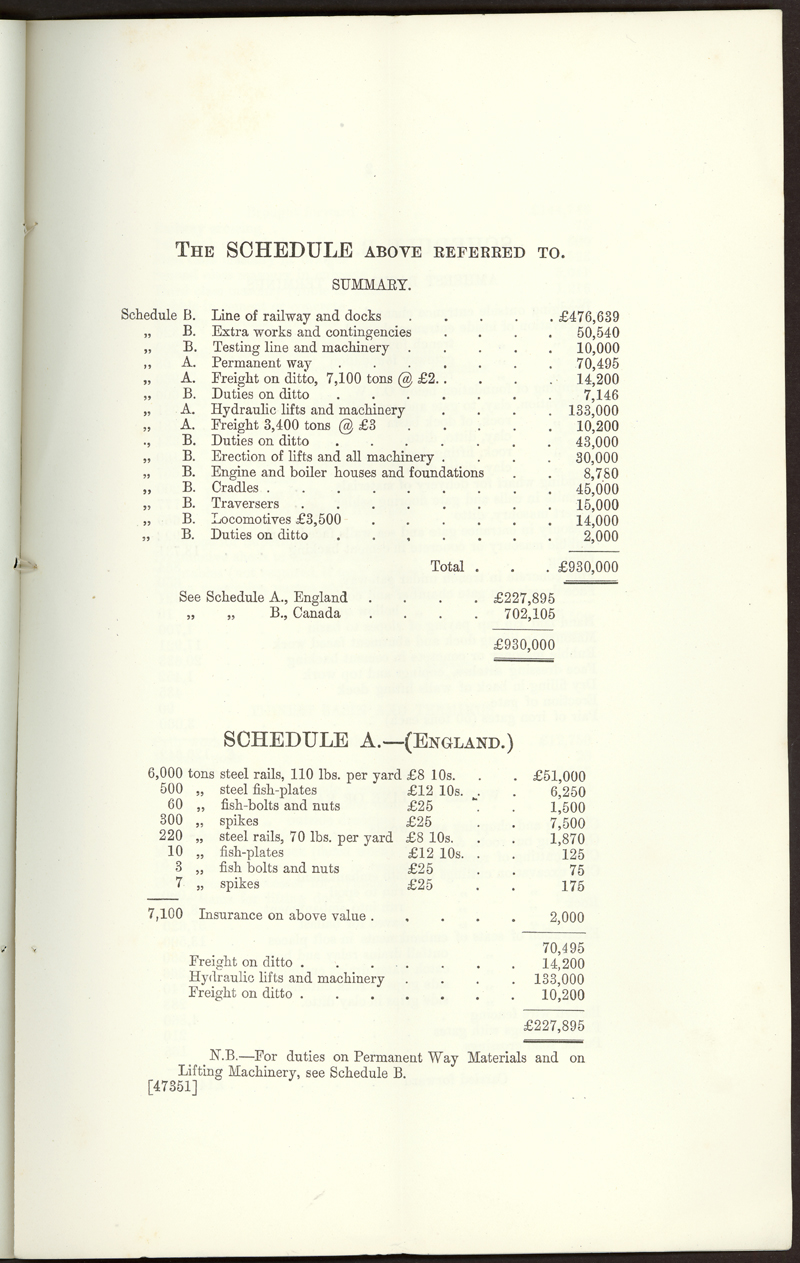 THE SCHEDULE ABOVE REFERRED TO.
SUMMARY.
Schedule B. Line of railway and docks . . . . . £476,639
„ B. Extra works and contingencies . . . . 50,540
„ B. Testing line and machinery . . . . . 10,000
„ A. Permanent way . . . . . . . 70,495
„ A. Freight on ditto, 7,100 tons @ £2. . . . . 14,200
„ B. Duties on ditto . . . . . . . 7,146
„ A. Hydraulic lifts and machinery . . . . 133,000
„ A. Freight 3,400 tons @ £3 . . . . . 10,200
„ B. Duties on ditto . . . . . . . 43,000
„ B. Erection of lifts and all machinery . . . . 30,000
„ B. Engine and boiler houses and foundations . . 8,780
„ B. Cradles . . . . . . . . . 45,000
„ B. Traversers . . . . . . . . 15,000
„ B. Locomotives £3,500 . . . . . . 14,000
„ B. Duties on ditto . . . . . . . 2,000
Total . . . £930,000
See Schedule A., England . . . . £227,895
„ „ B., Canada . . . . 702,105
£930,000
SCHEDULE A.—(ENGLAND.)
6,000 tons steel rails, 110 lbs. per yard £8 10s. . . £51,000
500 „ steel fish-plates £12 10s. . . 6,250
60 „ fish-bolts and nuts £25 . . 1,500
300 „ spikes £25 . . 7,500
220 „ steel rails, 70 lbs. per yard £8 10s. . . 1,870
10 „ fish-plates £12 10s. . . 125
3 „ fish bolts and nuts £25 . . 75
7 „ spikes £25 . . 175
7,100 Insurance on above value . . . . . 2,000
70,495
Freight on ditto . . . . . . . 14,200
Hydraulic lifts and machinery . . . . 133,000
Freight on ditto . . . . . . . 10,200
£227,895
N.B.—For duties on Permanent Way Materials and on
Lifting Machinery, see Schedule B.
[47351]